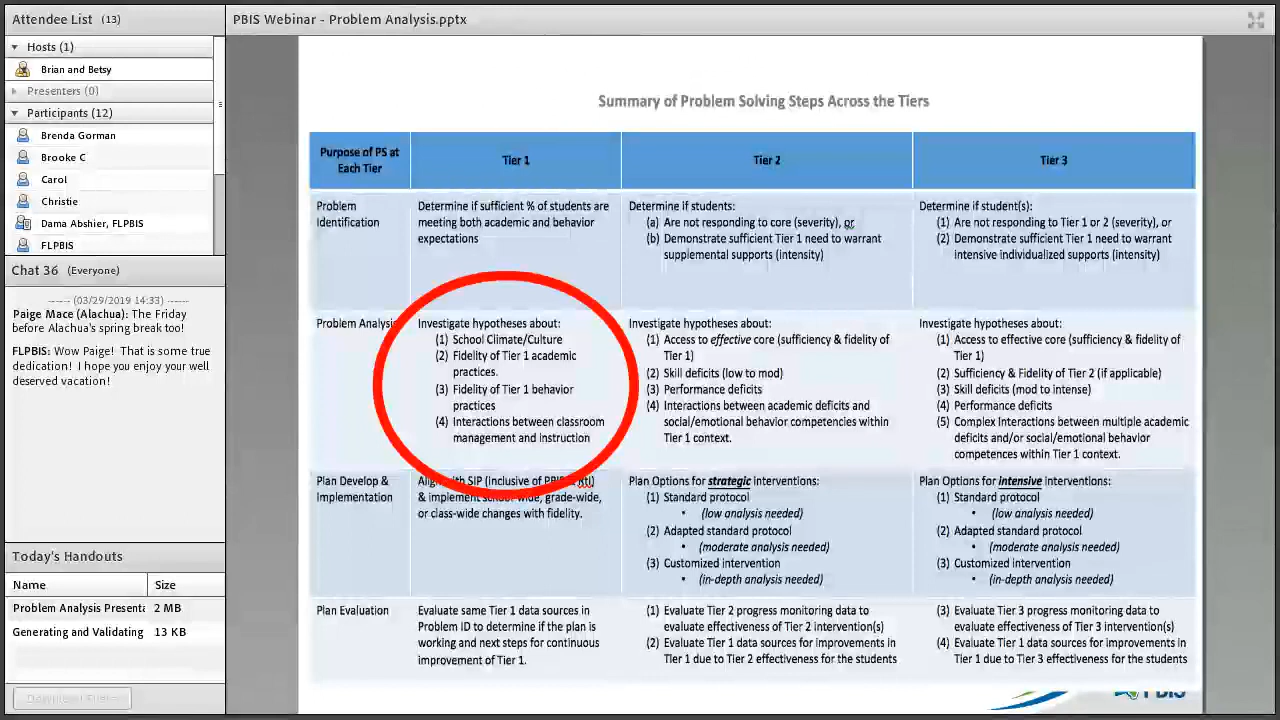 Attendee List (13)
Hosts (1)
Brian and Betsy
Presenters (0)
Participants (12)
Brenda Gorman
Brooke C
Carol
Christie
Dama Abshier, FLPBIS
FLPBIS
Chat 36 (Everyone)
------ (03/29/2019 14:33) ------
Paige Mace (Alachua): The Friday
before Alachua's spring break too!
FLPBIS: Wow Paige! That is some true
dedication! I hope you enjoy your well
deserved vacation!
Today's Handouts
Name Size
Problem Analysis Presenta 2 MB
Generating and Validating 13 KB
PBIS Webinar - Problem Analysis.pptx
Summary of Problem Solving Steps Across the Tiers
Purpose of PS at
Each Tier
Tier 1
Tier 2
Tier 3
Problem
Identification
Determine if sufficient % of students are
meeting both academic and behavior
expectations
Determine if students:
(a) Are not responding to core (severity), or
(b) Demonstrate sufficient Tier 1 need to warrant
supplemental supports (intensity)
Determine if student(s):
(1) Are not responding to Tier 1 or 2 (severity), or
(2) Demonstrate sufficient Tier 1 need to warrant
intensive individualized supports (intensity)
Problem Analysis
Investigate hypotheses about:
(1) School Climate/Culture
(2) Fidelity of Tier 1 academic
practices.
(3) Fidelity of Tier 1 behavior
practices
(4) Interactions between classroom
management and instruction
Investigate hypotheses about:
(1) Access to effective core (sufficiency & fidelity of
Tier 1)
(2) Skill deficits (low to mod)
(3) Performance deficits
(4) Interactions between academic deficits and
social/emotional behavior competencies within
Tier 1 context.
Investigate hypotheses about:
(1) Access to effective core (sufficiency & fidelity of
Tier 1)
(2) Sufficiency & Fidelity of Tier 2 (if applicable)
(3) Skill deficits (mod to intense)
(4) Performance deficits
(5) Complex Interactions between multiple academic
deficits and/or social/emotional behavior
competences within Tier 1 context.
Plan Develop &
Implementation
Align with SIP (inclusive of PBIS RtI)
& implement school-wide, grade-wide,
or class-wide changes with fidelity.
Plan Options for strategic interventions:
(1) Standard protocol
• (low analysis needed)
(2) Adapted standard protocol
• (moderate analysis needed)
(3) Customized intervention
• (in-depth analysis needed)
Plan Options for intensive interventions:
(1) Standard protocol
• (low analysis needed)
(2) Adapted standard protocol
• (moderate analysis needed)
(3) Customized intervention
• (in-depth analysis needed)
Plan Evaluation
Evaluate same Tier 1 data sources in
Problem ID to determine if the plan is
working and next steps for continuous
improvement of Tier 1.
(1) Evaluate Tier 2 progress monitoring data to
evaluate effectiveness of Tier 2 intervention(s)
(2) Evaluate Tier 1 data sources for improvements in
Tier 1 due to Tier 2 effectiveness for the students
(3) Evaluate Tier 3 progress monitoring data to
evaluate effectiveness of Tier 3 intervention(s)
(4) Evaluate Tier 1 data sources for improvements in
Tier 1 due to Tier 3 effectiveness for the students
PBIS